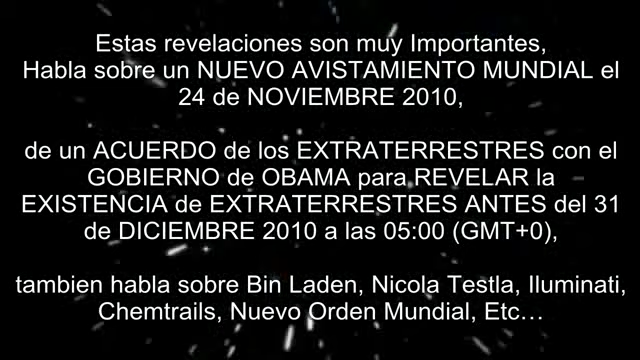 Estas revelaciones son muy Importantes,
Habla sobre un NUEVO AVISTAMIENTO MUNDIAL el
24 de NOVIEMBRE 2010,
de un ACUERDO de los EXTRATERRESTRES con el
GOBIERNO de OBAMA para REVELAR la
EXISTENCIA de EXTRATERRESTRES ANTES del 31
de DICIEMBRE 2010 a las 05:00 (GMT+0),
tambien habla sobre Bin Laden, Nicola Testla, Iluminati,
Chemtrails, Nuevo Orden Mundial, Etc...